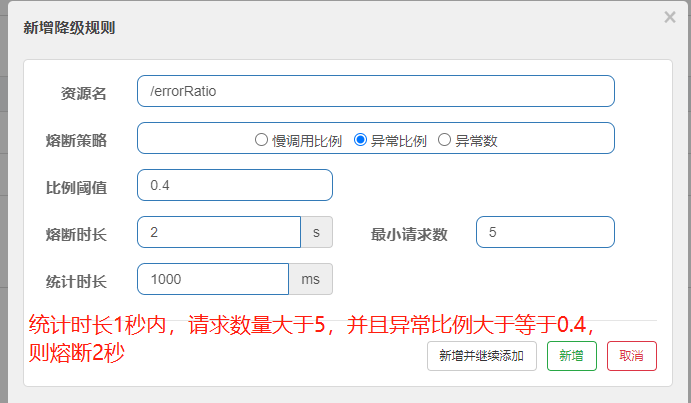 新增降级规则
×
资源名 /errorRatio
熔断策略 慢调用比例 异常比例 异常数
比例阈值 0.4
熔断时长 2 s 最小请求数 5
统计时长 1000 ms
统计时长1秒内，请求数量大于5，并且异常比例大于等于0.4，
则熔断2秒
新增并继续添加 新增 取消